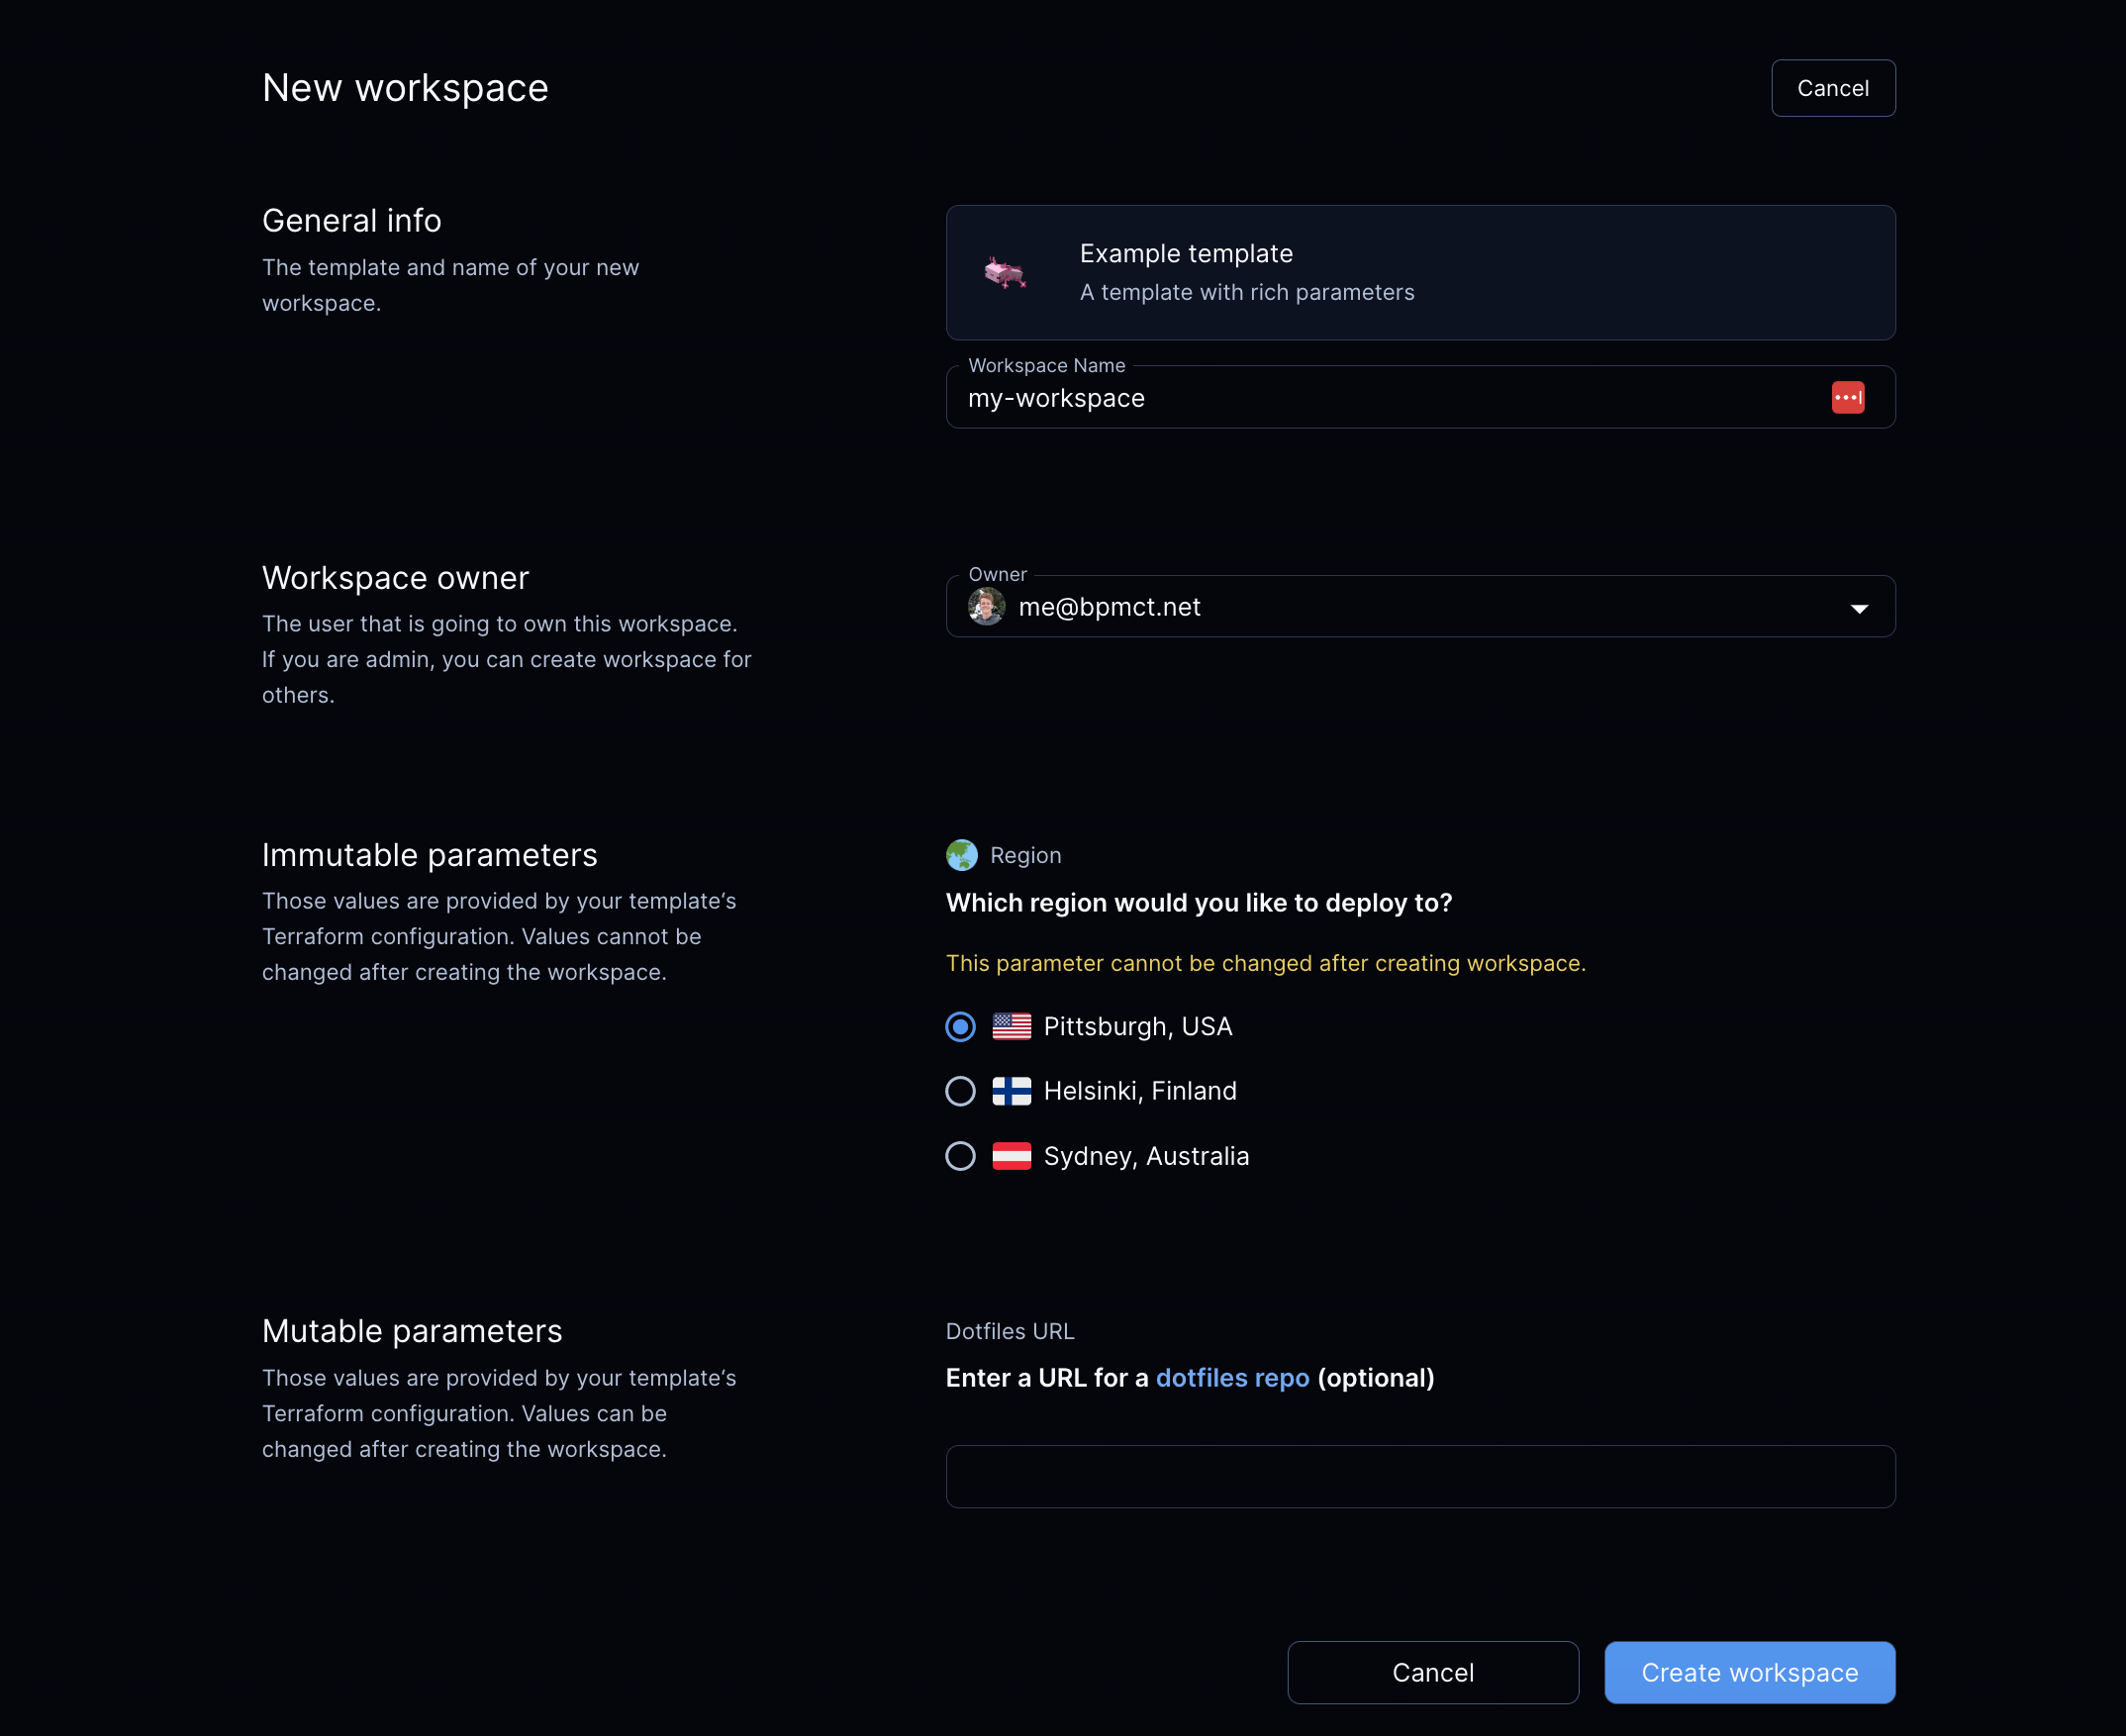 New workspace
Cancel
General info
The template and name of your new
workspace.
Example template
A template with rich parameters
Workspace Name
my-workspace
Workspace owner
The user that is going to own this workspace.
If you are admin, you can create workspace for
others.
Owner
me@bpmct.net
Immutable parameters
Those values are provided by your template‘s
Terraform configuration. Values cannot be
changed after creating the workspace.
Region
Which region would you like to deploy to?
This parameter cannot be changed after creating workspace.
Pittsburgh, USA
Helsinki, Finland
Sydney, Australia
Mutable parameters
Those values are provided by your template‘s
Terraform configuration. Values can be
changed after creating the workspace.
Dotfiles URL
Enter a URL for a dotfiles repo (optional)
Cancel
Create workspace